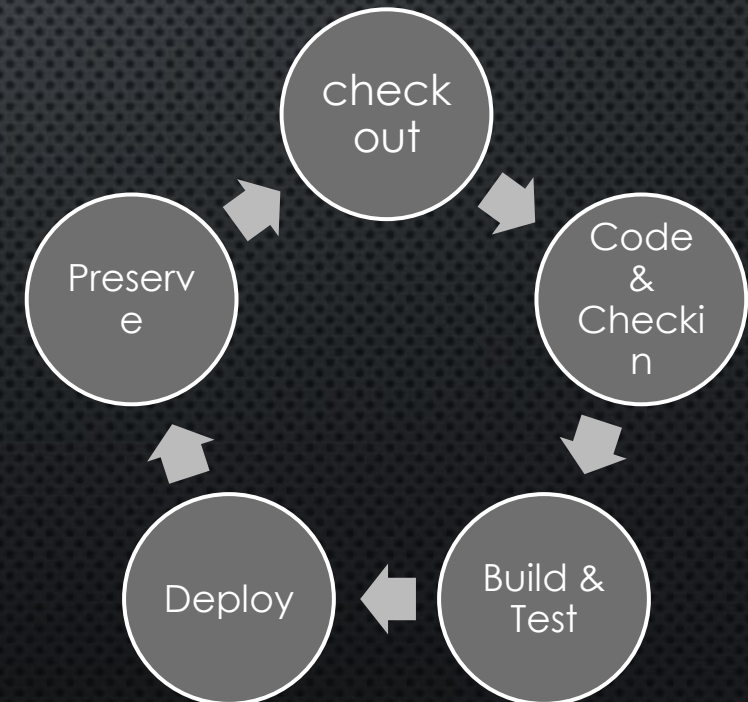 check
out
Code
&
Checki
n
Build &
Test
Deploy
Preserv
e